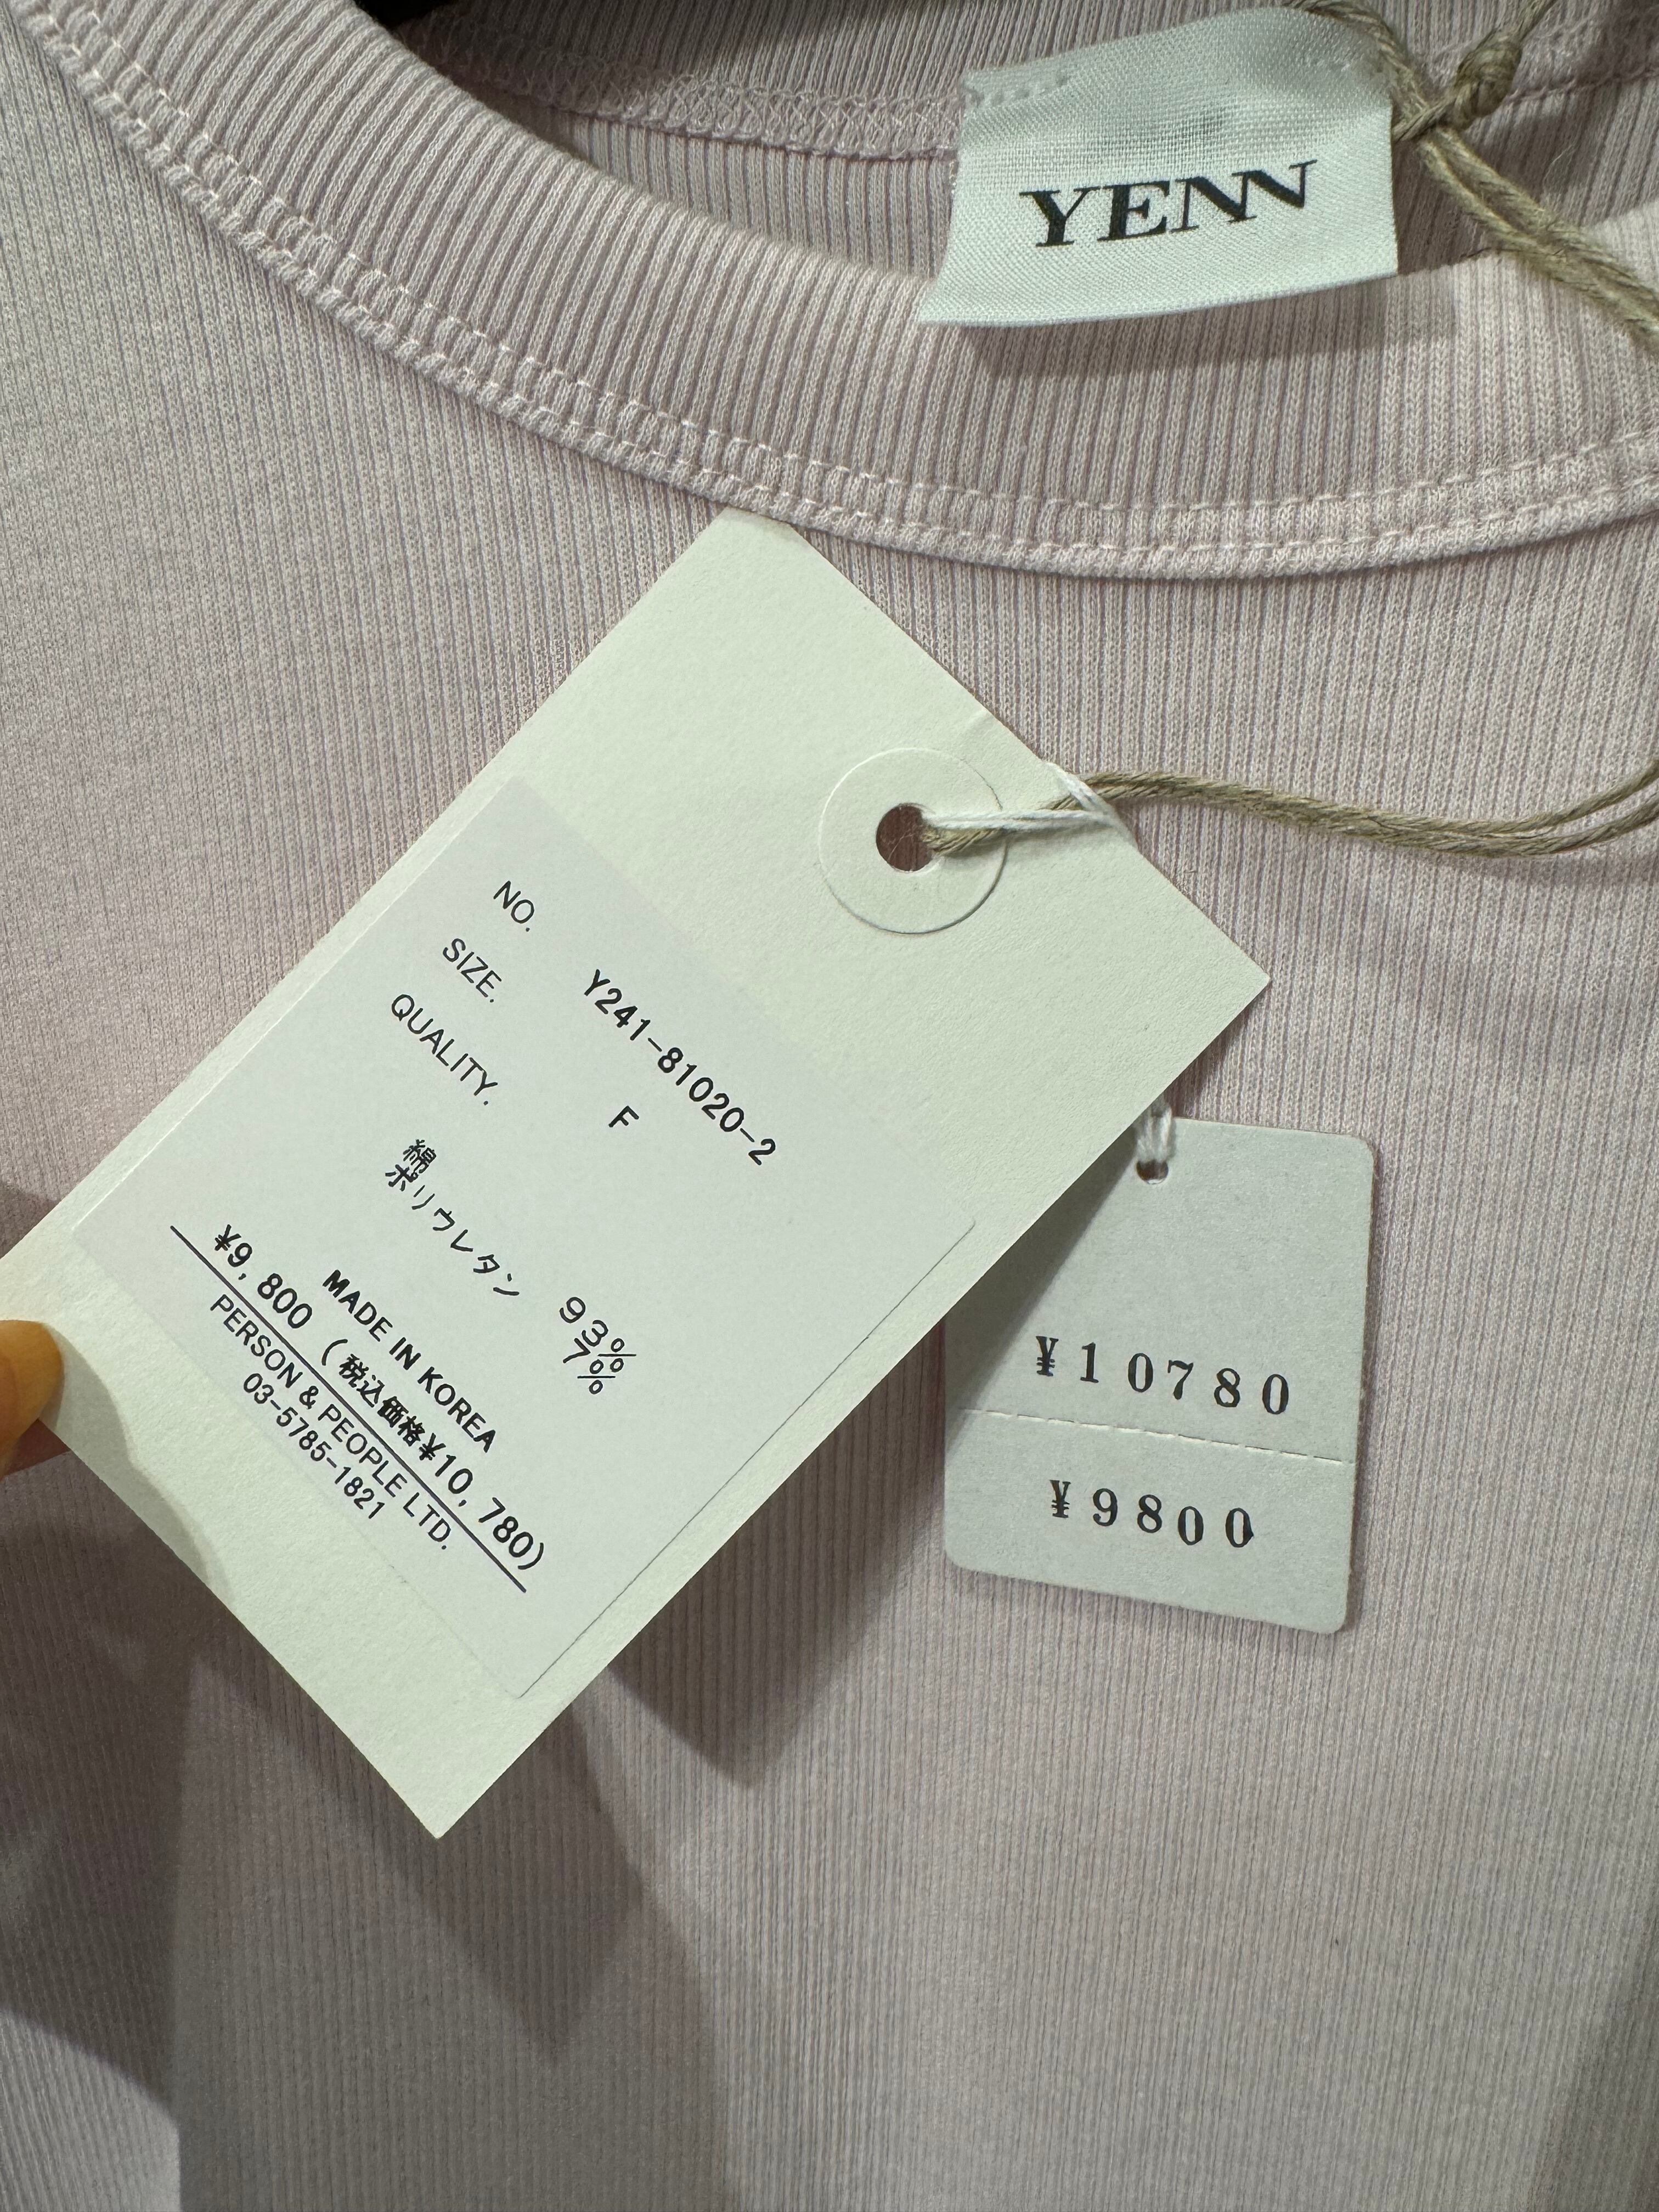 YENN
NO. Y241-81020-2
SIZE. F
QUALITY.
綿 93%
ポリウレタン 7%
MADE IN KOREA
¥9,800 (税込価格¥10,780)
PERSON & PEOPLE LTD.
03-5785-1821
¥10780
¥9800